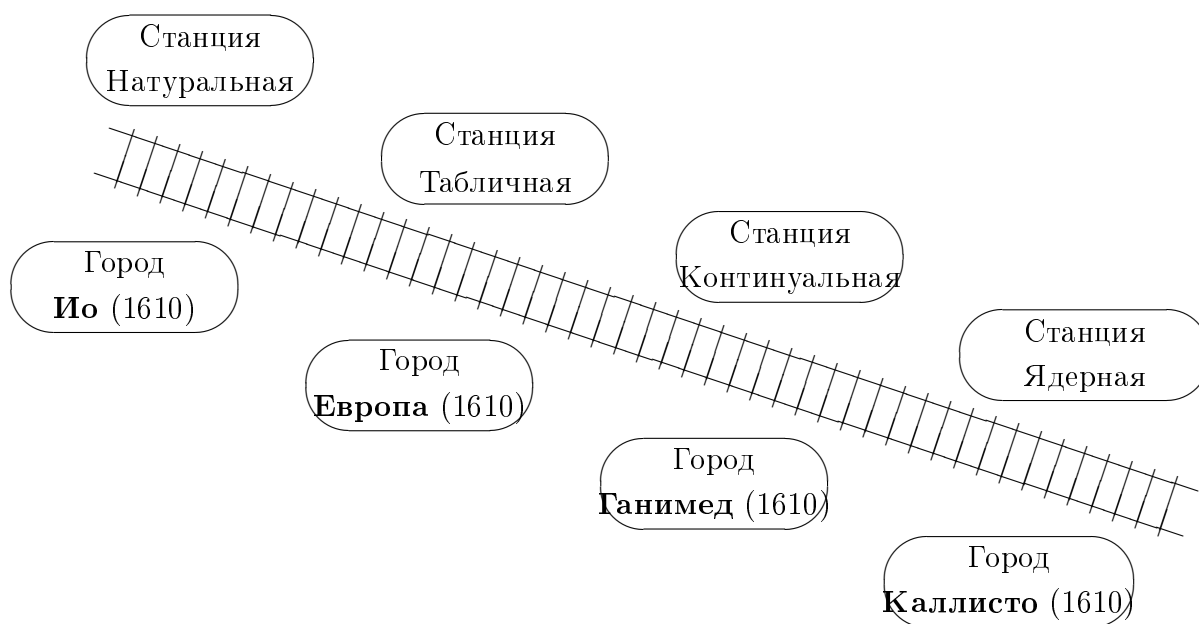 Станция
Натуральная
Станция
Табличная
Станция
Континуальная
Станция
Ядерная
Город
Ио (1610)
Город
Европа (1610)
Город
Ганимед (1610)
Город
Каллисто (1610)